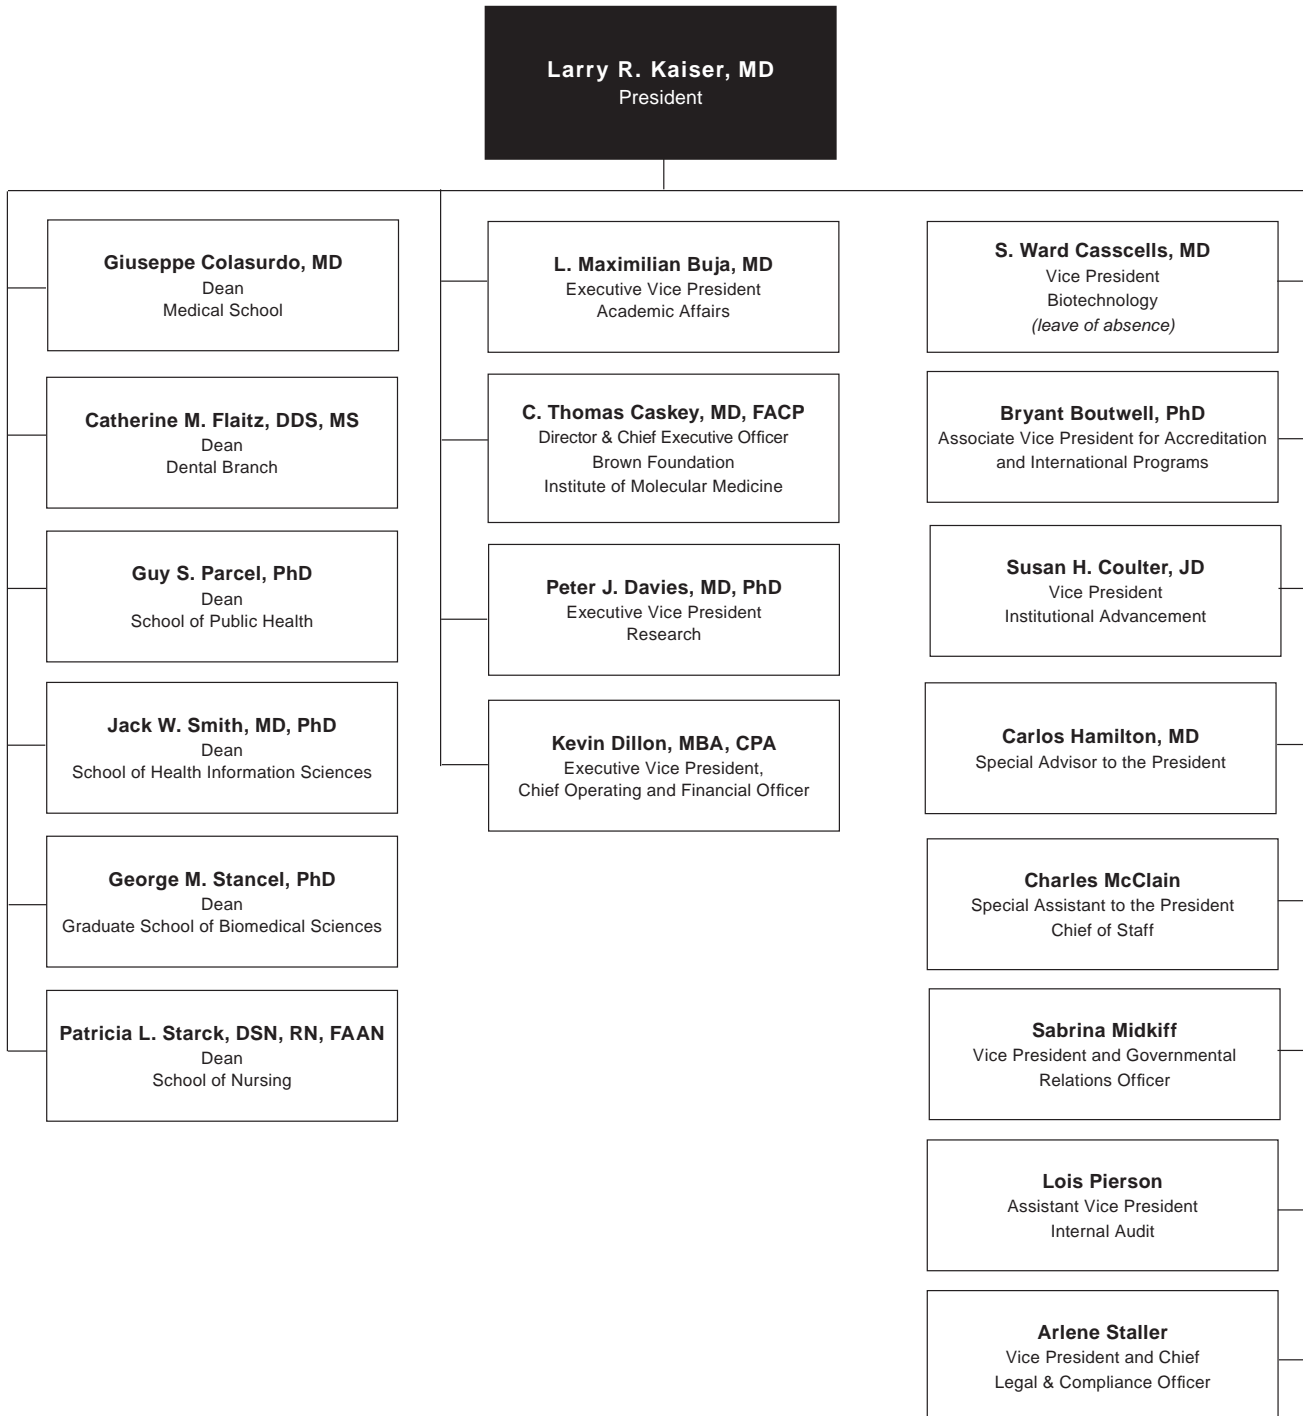 Larry R. Kaiser, MD
President
Giuseppe Colasurdo, MD
Dean
Medical School
Catherine M. Flaitz, DDS, MS
Dean
Dental Branch
Guy S. Parcel, PhD
Dean
School of Public Health
Jack W. Smith, MD, PhD
Dean
School of Health Information Sciences
George M. Stancel, PhD
Dean
Graduate School of Biomedical Sciences
Patricia L. Starck, DSN, RN, FAAN
Dean
School of Nursing
L. Maximilian Buja, MD
Executive Vice President
Academic Affairs
C. Thomas Caskey, MD, FACP
Director & Chief Executive Officer
Brown Foundation
Institute of Molecular Medicine
Peter J. Davies, MD, PhD
Executive Vice President
Research
Kevin Dillon, MBA, CPA
Executive Vice President,
Chief Operating and Financial Officer
S. Ward Casscells, MD
Vice President
Biotechnology
(leave of absence)
Bryant Boutwell, PhD
Associate Vice President for Accreditation
and International Programs
Susan H. Coulter, JD
Vice President
Institutional Advancement
Carlos Hamilton, MD
Special Advisor to the President
Charles McClain
Special Assistant to the President
Chief of Staff
Sabrina Midkiff
Vice President and Governmental
Relations Officer
Lois Pierson
Assistant Vice President
Internal Audit
Arlene Staller
Vice President and Chief
Legal & Compliance Officer